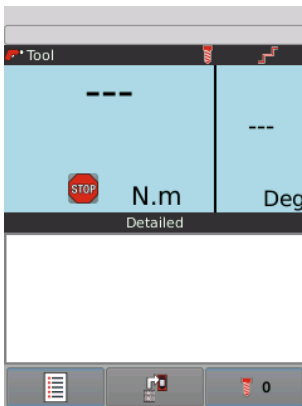 Tool
---
---
STOP
N.m
Deg
Detailed
0